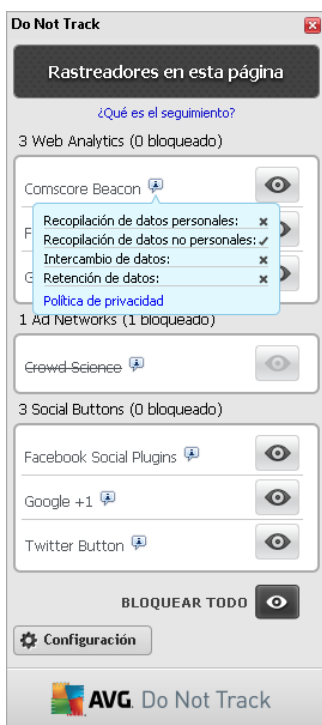 Do Not Track
Rastreadores en esta página
¿Qué es el seguimiento?
3 Web Analytics (0 bloqueado)
Comscore Beacon
Recopilación de datos personales:
Recopilación de datos no personales:
Intercambio de datos:
Retención de datos:
Política de privacidad
1 Ad Networks (1 bloqueado)
Crowd Science
3 Social Buttons (0 bloqueado)
Facebook Social Plugins
Google +1
Twitter Button
BLOQUEAR TODO
Configuración
AVG. Do Not Track